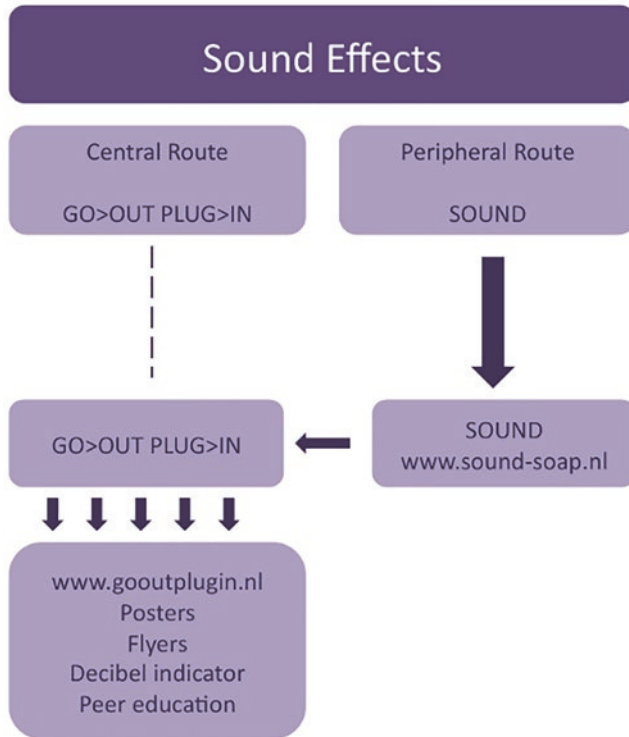 Sound Effects
Central Route
GO>OUT PLUG>IN
Peripheral Route
SOUND
GO>OUT PLUG>IN
SOUND
www.sound-soap.nl
www.gooutplugin.nl
Posters
Flyers
Decibel indicator
Peer education